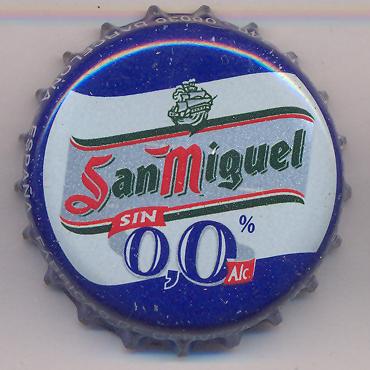 San Miguel
SIN
0,0%
Alc.